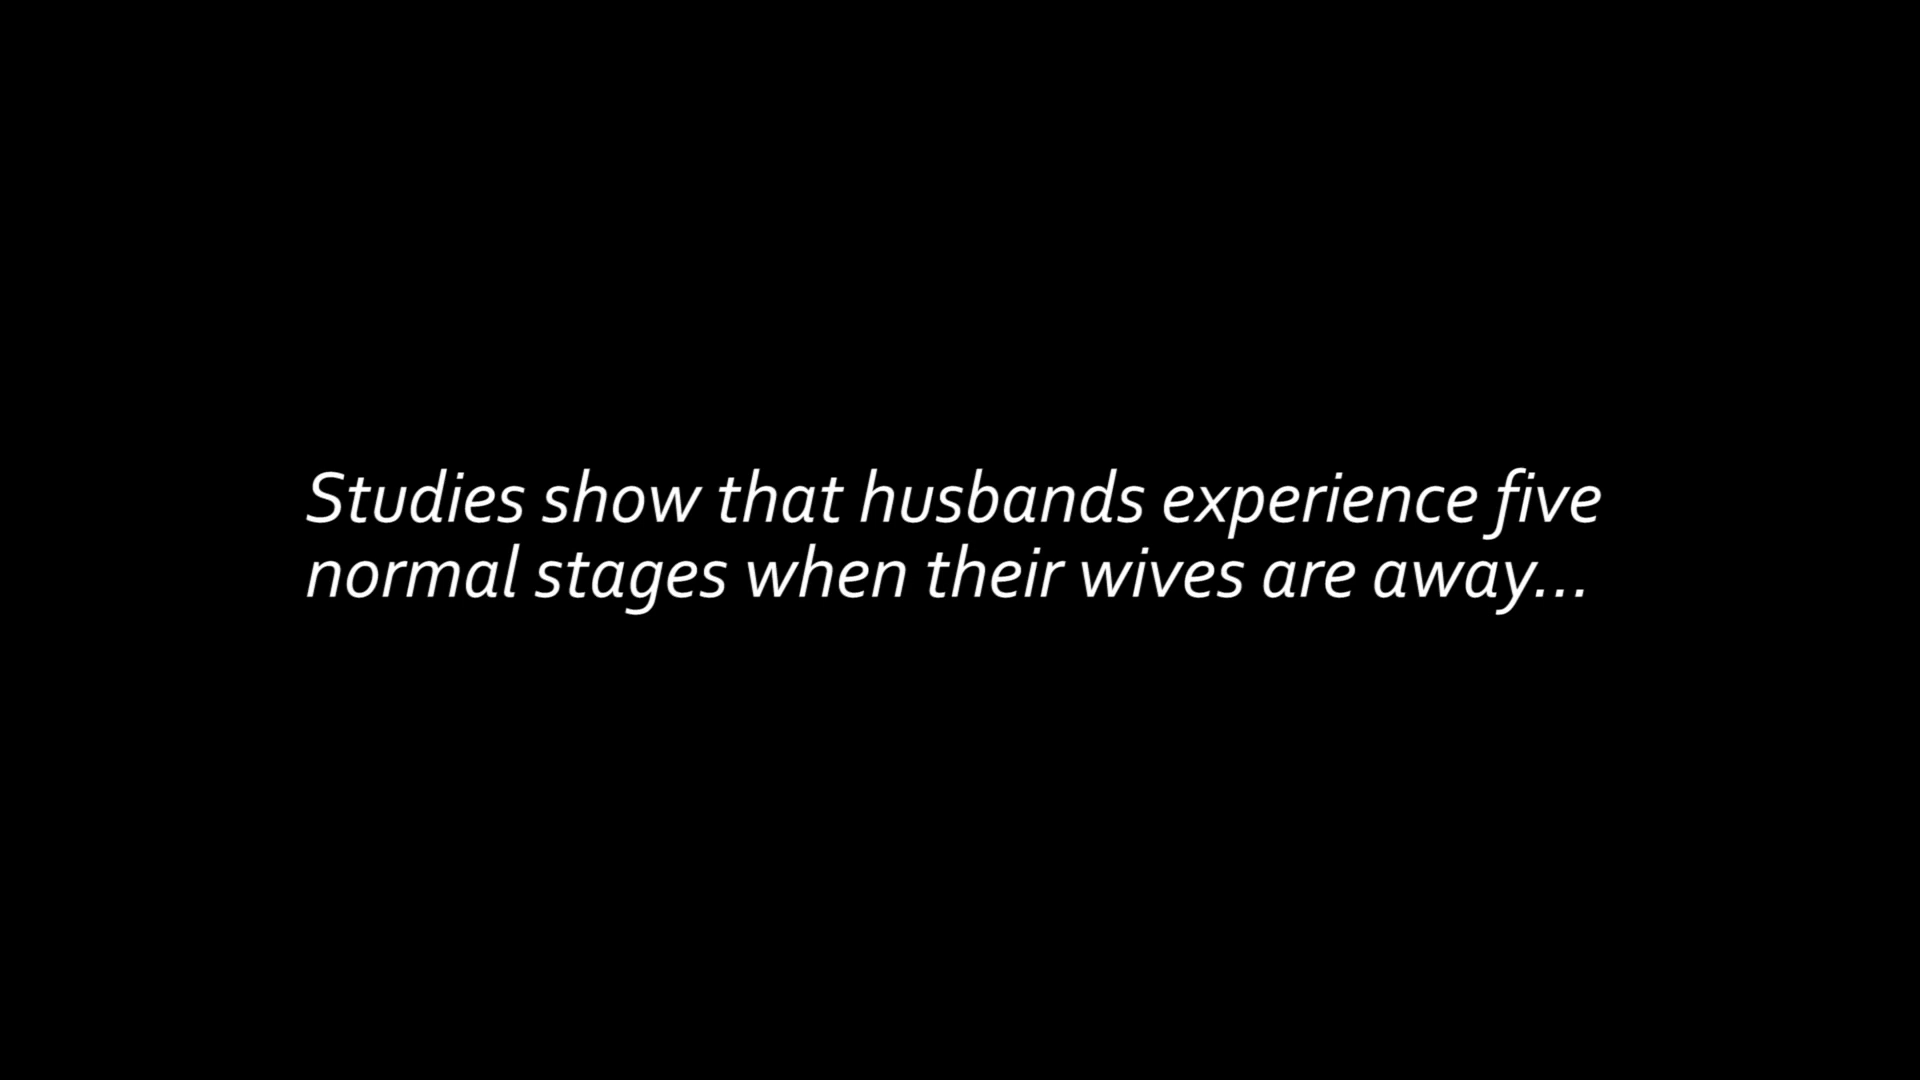 Studies show that husbands experience five
normal stages when their wives are away...